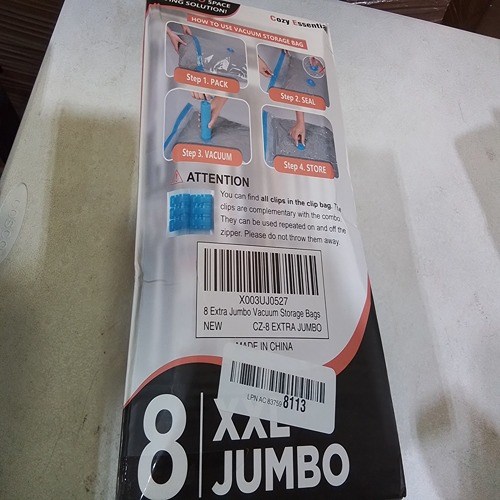 SPACE
SOLUTION!
Cozy Essentia
HOW TO USE VACUUM STORAGE BAG
Step 1. PACK
Step 2. SEAL
Step 3. VACUUM
Step 4. STORE
ATTENTION
You can find all clips in the clip bag. The
clips are complementary with the combo.
They can be used repeated on and off the
zipper. Please do not throw them away.
X003UJ0527
8 Extra Jumbo Vacuum Storage Bags
NEW CZ-8 EXTRA JUMBO
MADE IN CHINA
LPN AC 83759 8113
8 XXL
JUMBO